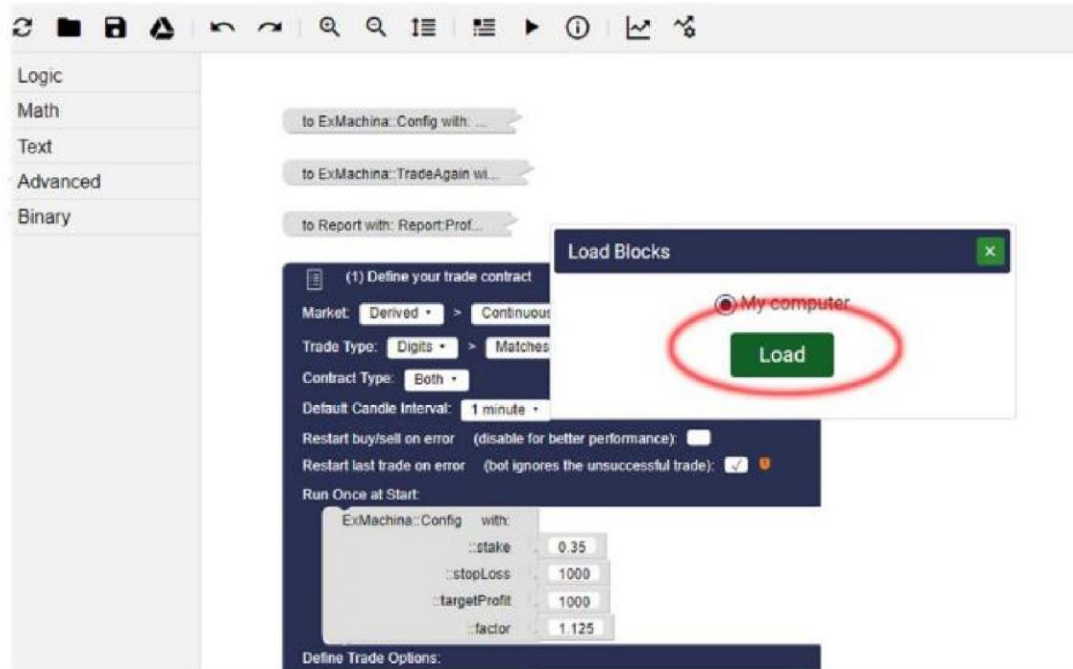 Logic
Math
Text
Advanced
Binary
to ExMachina::Config with: ...
to ExMachina::TradeAgain wi...
to Report with: Report:Prof...
Load Blocks
x
My computer
Load
(1) Define your trade contract
Market: Derived > Continuous
Trade Type: Digits > Matches
Contract Type: Both
Default Candle Interval: 1 minute
Restart buy/sell on error (disable for better performance):
Restart last trade on error (bot ignores the unsuccessful trade):
Run Once at Start:
ExMachina::Config with:
::stake 0.35
::stopLoss 1000
::targetProfit 1000
::factor 1.125
Define Trade Options: